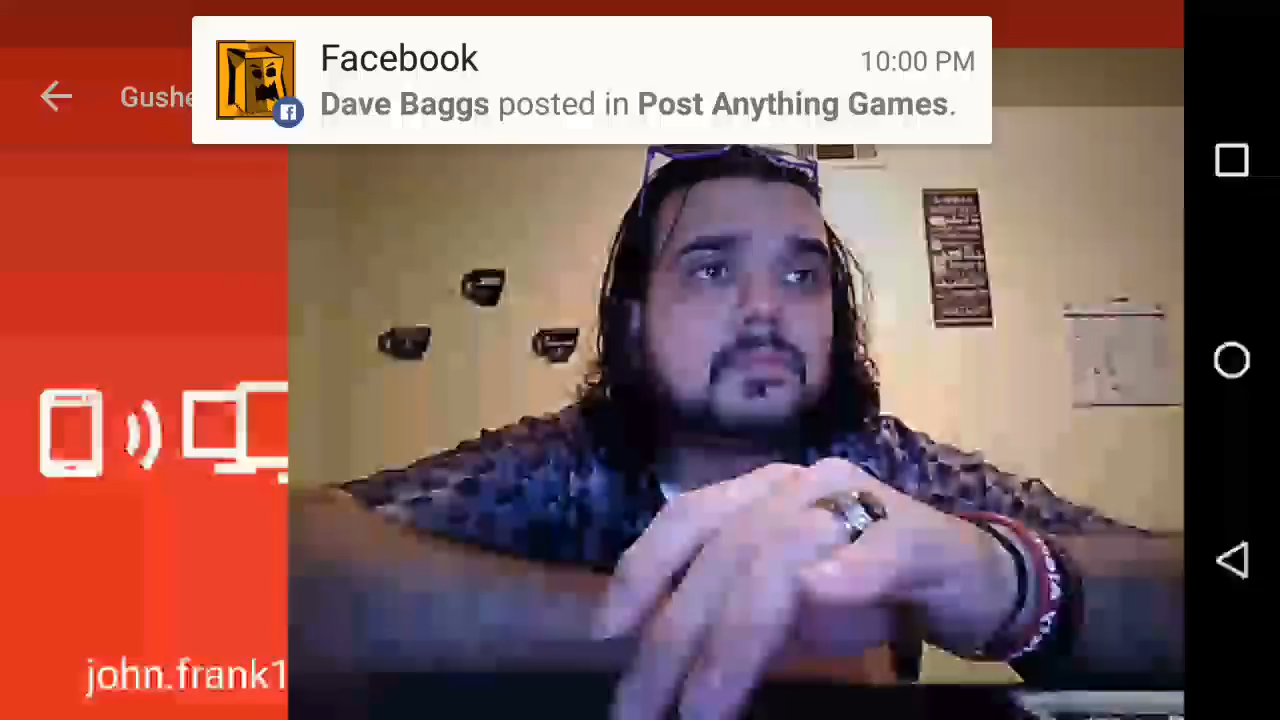 Facebook
10:00 PM
Dave Baggs posted in Post Anything Games.
Gushe
john.frank1